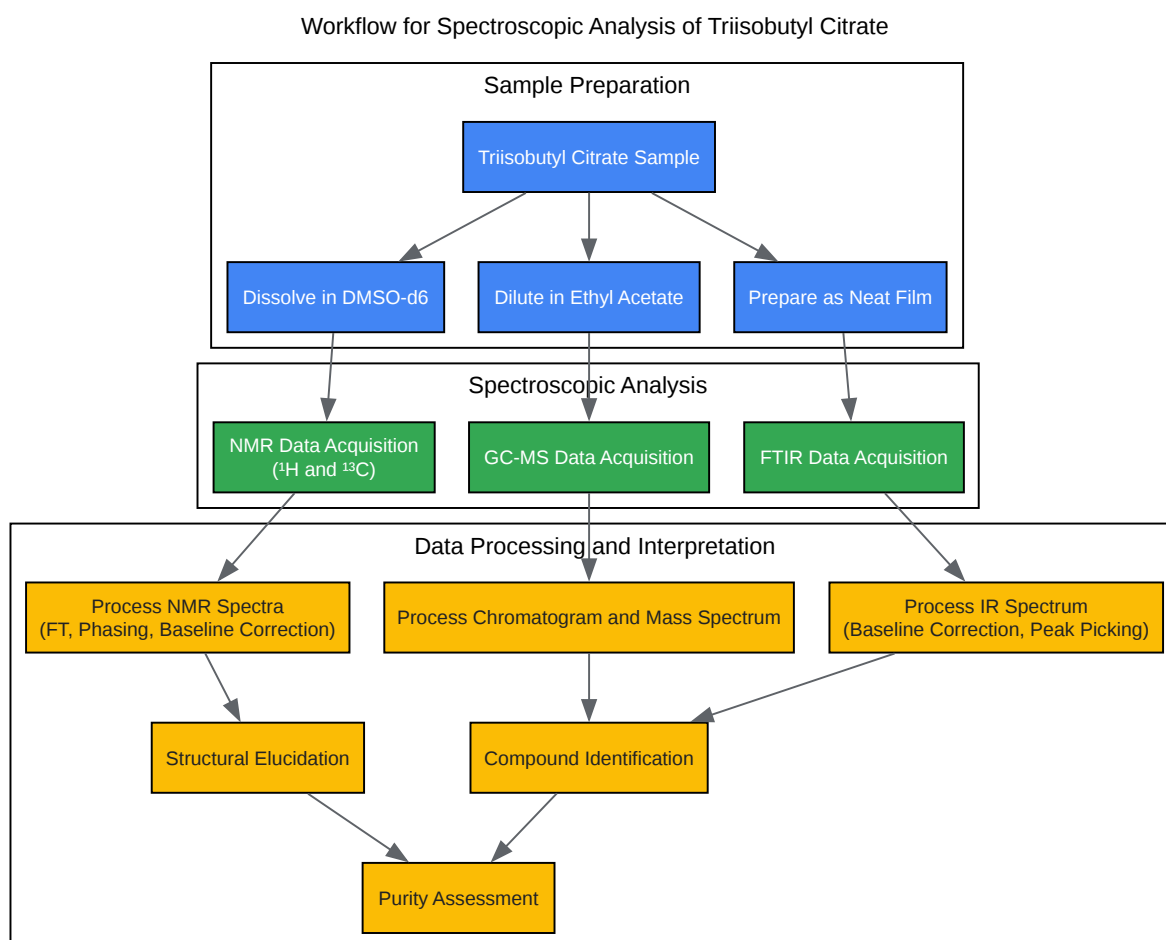 Workflow for Spectroscopic Analysis of Triisobutyl Citrate
Sample Preparation
Triisobutyl Citrate Sample
Dissolve in DMSO-d6
Dilute in Ethyl Acetate
Prepare as Neat Film
Spectroscopic Analysis
NMR Data Acquisition
(¹H and ¹³C)
GC-MS Data Acquisition
FTIR Data Acquisition
Data Processing and Interpretation
Process NMR Spectra
(FT, Phasing, Baseline Correction)
Process Chromatogram and Mass Spectrum
Process IR Spectrum
(Baseline Correction, Peak Picking)
Structural Elucidation
Compound Identification
Purity Assessment